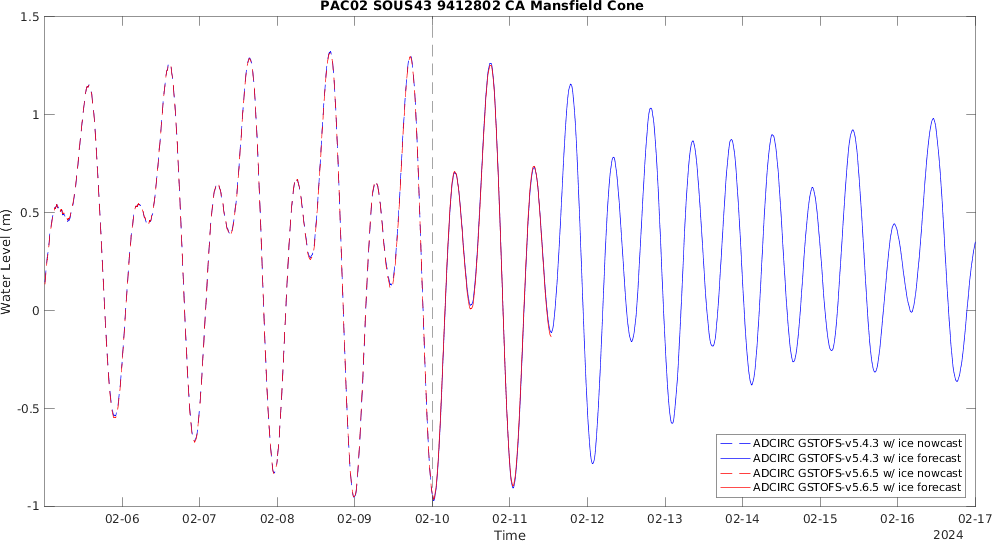 PAC02 SOUS43 9412802 CA Mansfield Cone
Water Level (m)
1.5
1
0.5
0
-0.5
-1
02-06
02-07
02-08
02-09
02-10
02-11
02-12
02-13
02-14
02-15
02-16
02-17
Time
2024
ADCIRC GSTOFS-v5.4.3 w/ ice nowcast
ADCIRC GSTOFS-v5.4.3 w/ ice forecast
ADCIRC GSTOFS-v5.6.5 w/ ice nowcast
ADCIRC GSTOFS-v5.6.5 w/ ice forecast